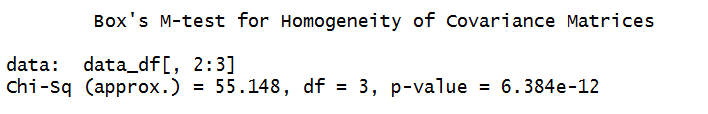 Box's M-test for Homogeneity of Covariance Matrices
data:  data_df[, 2:3]
Chi-Sq (approx.) = 55.148, df = 3, p-value = 6.384e-12